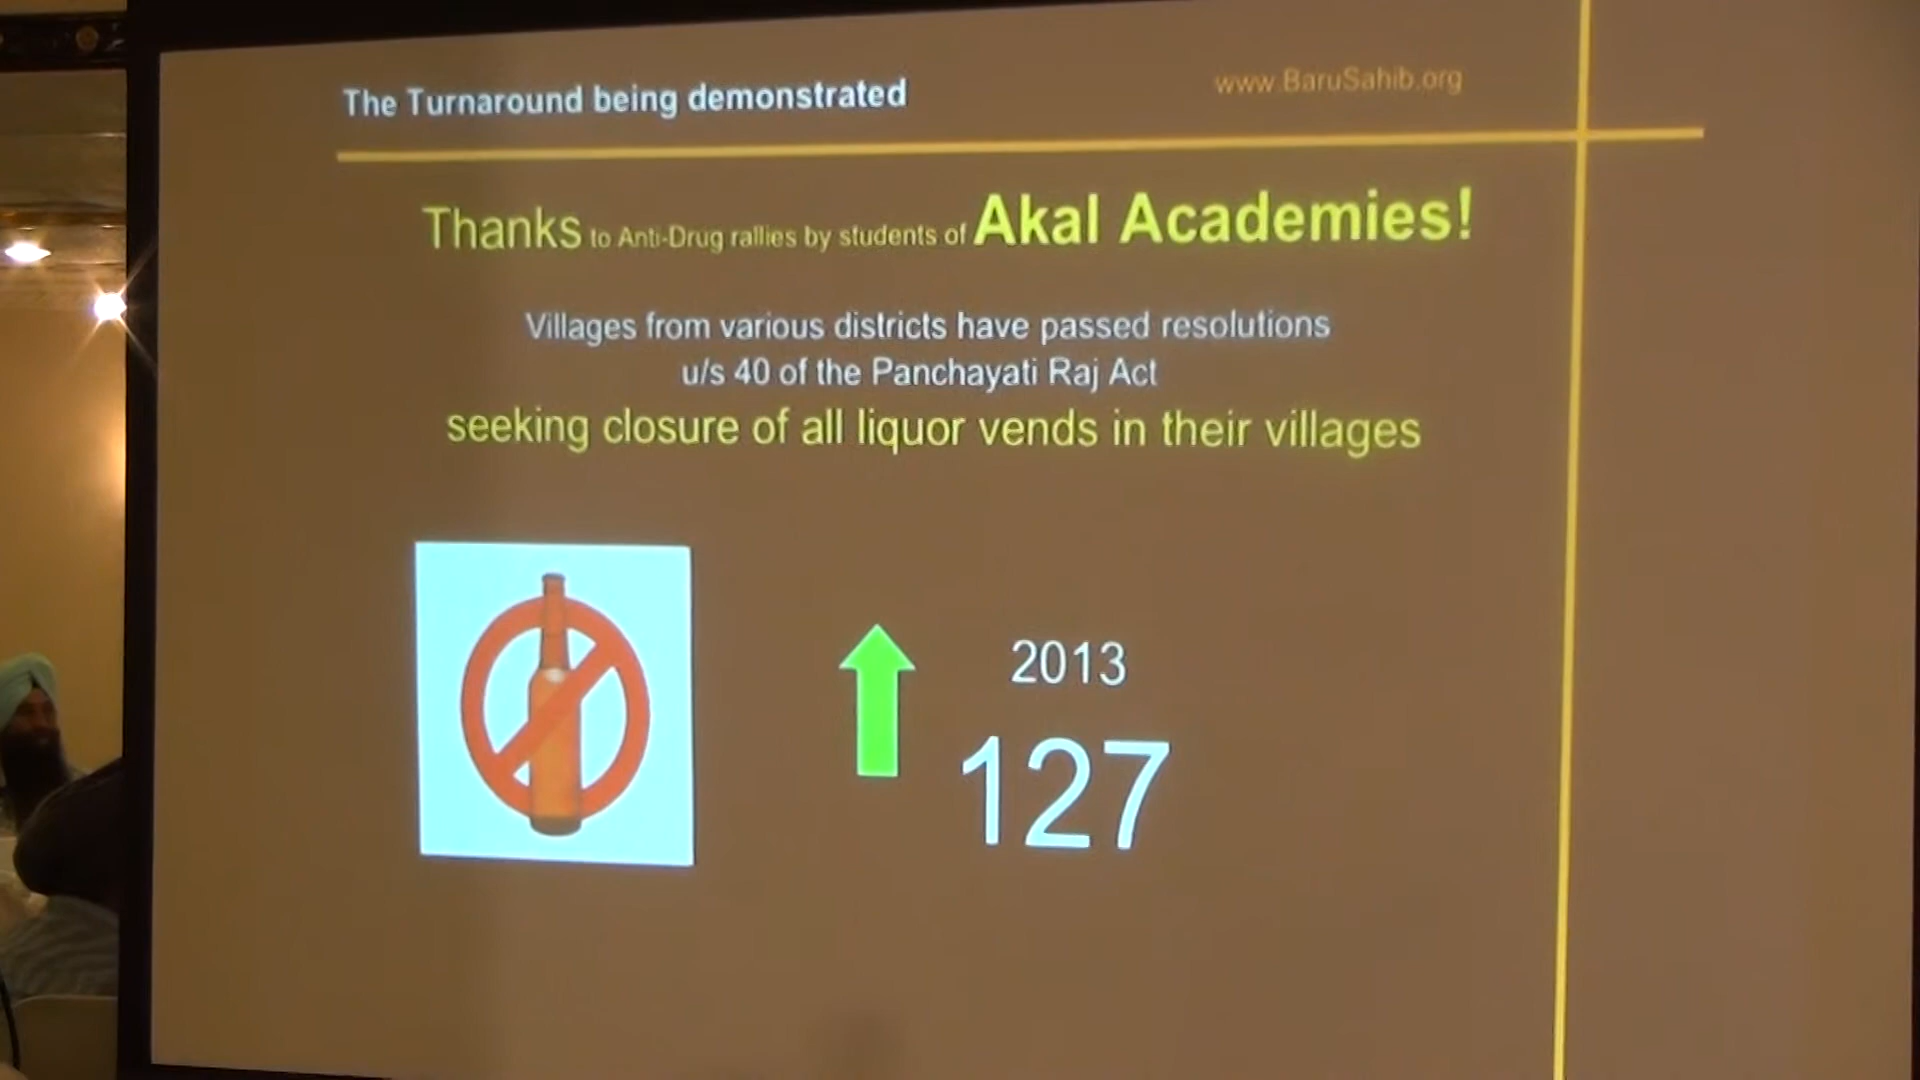 The Turnaround being demonstrated
www.BaruSahib.org
Thanks to Anti-Drug rallies by students of Akal Academies!
Villages from various districts have passed resolutions
u/s 40 of the Panchayati Raj Act
seeking closure of all liquor vends in their villages
2013
127